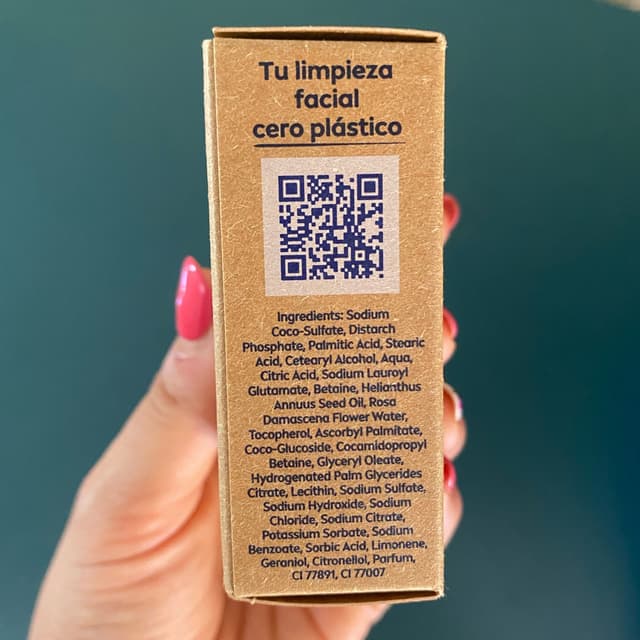 Tu limpieza
facial
cero plástico
Ingredients: Sodium
Coco-Sulfate, Distarch
Phosphate, Palmitic Acid, Stearic
Acid, Cetearyl Alcohol, Aqua,
Citric Acid, Sodium Lauroyl
Glutamate, Betaine, Helianthus
Annuus Seed Oil, Rosa
Damascena Flower Water,
Tocopherol, Ascorbyl Palmitate,
Coco-Glucoside, Cocamidopropyl
Betaine, Glyceryl Oleate,
Hydrogenated Palm Glycerides
Citrate, Lecithin, Sodium Sulfate,
Sodium Hydroxide, Sodium
Chloride, Sodium Citrate,
Potassium Sorbate, Sodium
Benzoate, Sorbic Acid, Limonene,
Geraniol, Citronellol, Parfum,
CI 77891, CI 77007